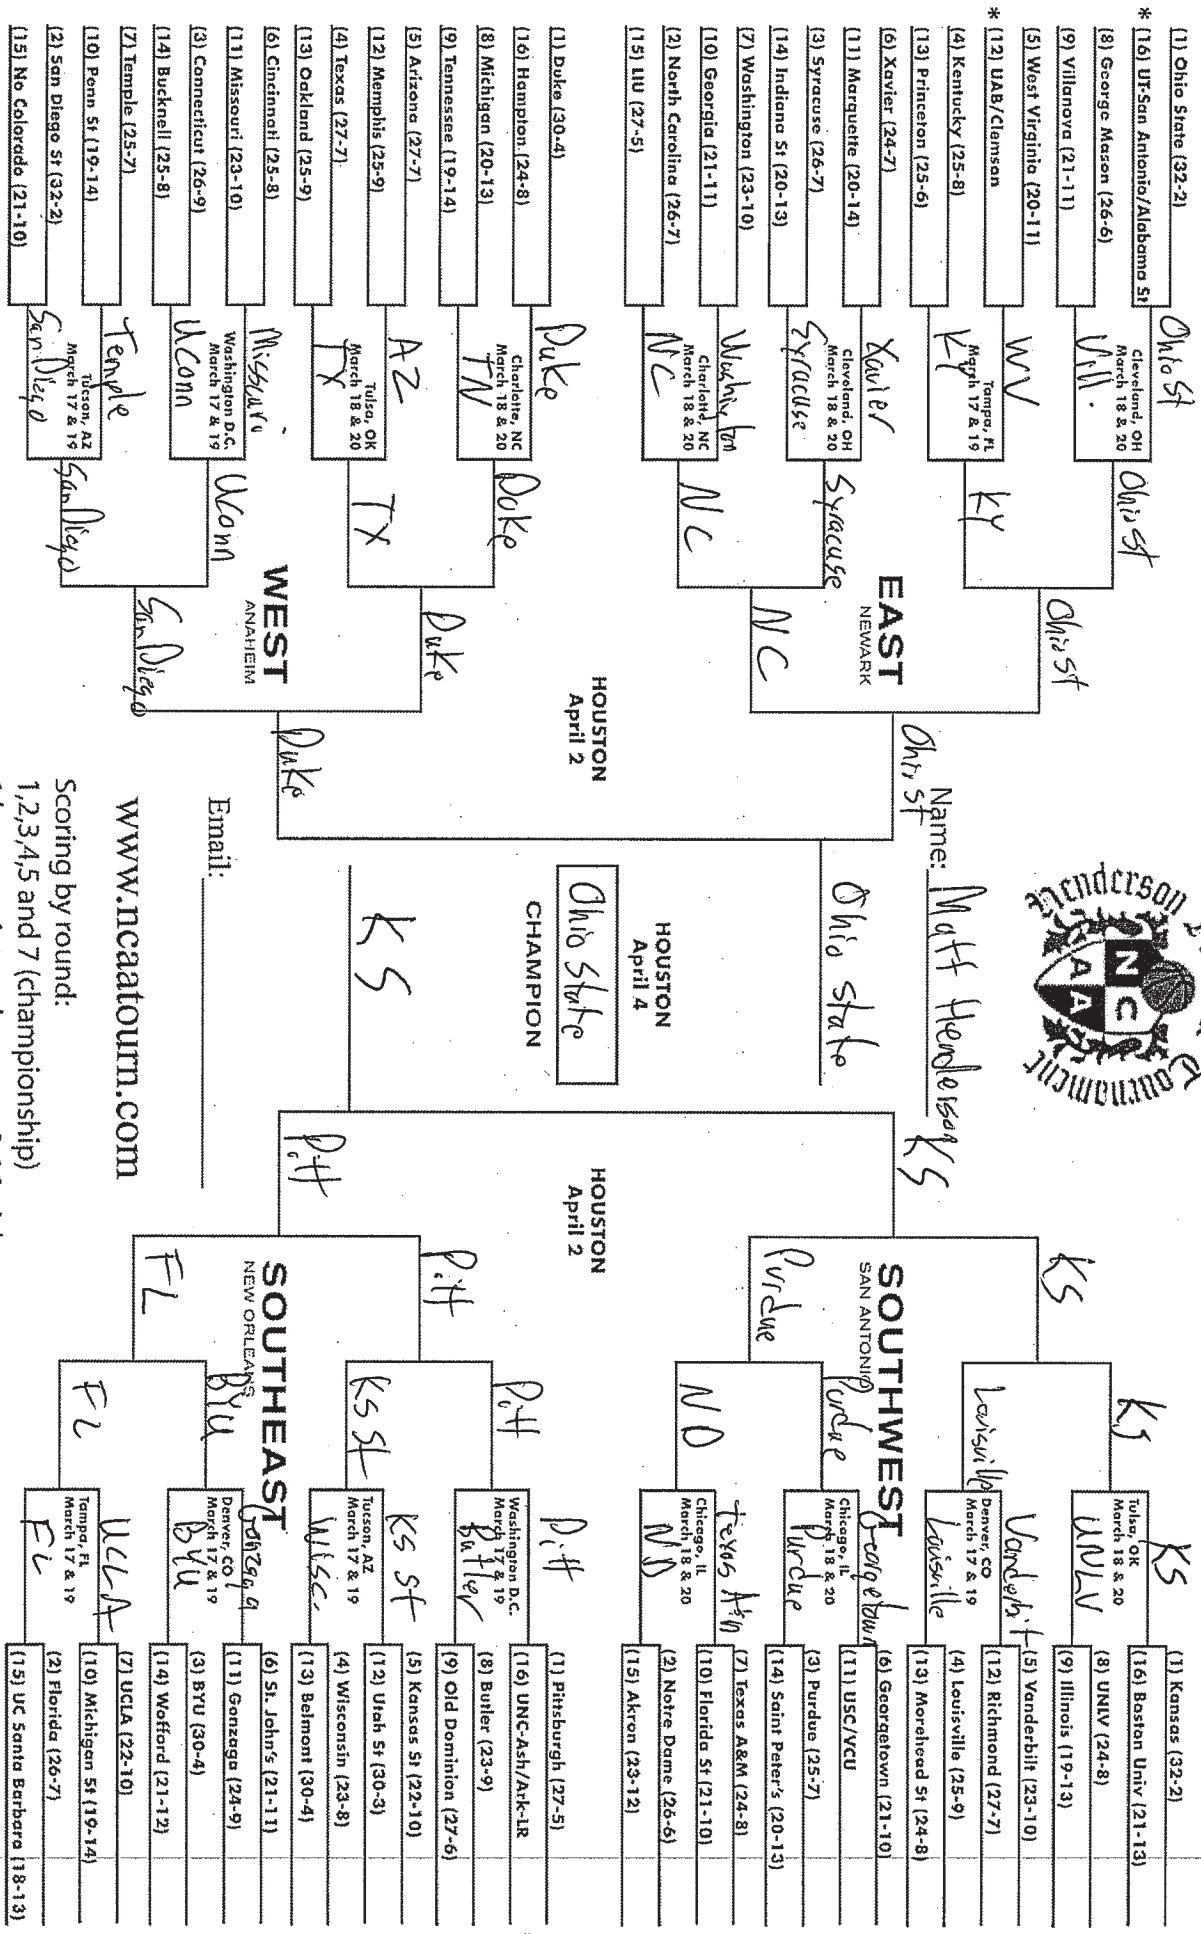 (1) Ohio State (32-2)
* (16) UT-San Antonio/Alabama St
(8) George Mason (26-6)
(9) Villanova (21-11)
(5) West Virginia (20-11)
* (12) UAB/Clemson
(4) Kentucky (25-8)
(13) Princeton (25-6)
(6) Xavier (24-7)
(11) Marquette (20-14)
(3) Syracuse (26-7)
(14) Indiana St (20-13)
(7) Washington (23-10)
(10) Georgia (21-11)
(2) North Carolina (26-7)
(15) LIU (27-5)
Ohio St
Cleveland, OH
March 18 & 20
Vill.
WV
Tampa, FL
March 17 & 19
KY
Xavier
Cleveland, OH
March 18 & 20
Syracuse
Washington
Charlotte, NC
March 18 & 20
NC
Ohio St
KY
Syracuse
NC
EAST
NEWARK
Ohio St
NC
Ohio St
(1) Duke (30-4)
(16) Hampton (24-8)
(8) Michigan (20-13)
(9) Tennessee (19-14)
(5) Arizona (27-7)
(12) Memphis (25-9)
(4) Texas (27-7)
(13) Oakland (25-9)
(6) Cincinnati (25-8)
(11) Missouri (23-10)
(3) Connecticut (26-9)
(14) Bucknell (25-8)
(7) Temple (25-7)
(10) Penn St (19-14)
(2) San Diego St (32-2)
(15) No Colorado (21-10)
Duke
Charlotte, NC
March 18 & 20
TN
AZ
Tulsa, OK
March 18 & 20
TX
Missouri
Washington D.C.
March 17 & 19
UConn
Temple
Tucson, AZ
March 17 & 19
San Diego
Duke
TX
UConn
San Diego
WEST
ANAHEIM
Duke
San Diego
Duke
HOUSTON
April 2
Henderson
NC
AA
Tournament
Name: Matt Henderson
Ohio State
HOUSTON
April 4
Ohio State
CHAMPION
KS
Email:
www.ncaatourn.com
Scoring by round:
1,2,3,4,5 and 7 (championship)
HOUSTON
April 2
KS
KS
Purdue
SOUTHWEST
SAN ANTONIO
KS
Louisville
Purdue
ND
KS
Tulsa, OK
March 18 & 20
UNLV
Vanderbilt
Denver, CO
March 17 & 19
Louisville
Georgetown
Chicago, IL
March 18 & 20
Purdue
Texas A&M
Chicago, IL
March 18 & 20
ND
(1) Kansas (32-2)
(16) Boston Univ (21-13)
(8) UNLV (24-8)
(9) Illinois (19-13)
(5) Vanderbilt (23-10)
(12) Richmond (27-7)
(4) Louisville (25-9)
(13) Morehead St (24-8)
(6) Georgetown (21-10)
(11) USC/VCU
(3) Purdue (25-7)
(14) Saint Peter's (20-13)
(7) Texas A&M (24-8)
(10) Florida St (21-10)
(2) Notre Dame (26-6)
(15) Akron (23-12)
Pitt
Pitt
FL
SOUTHEAST
NEW ORLEANS
Pitt
KS St
BYU
FL
Pitt
Washington D.C.
March 17 & 19
Butler
KS St
Tucson, AZ
March 17 & 19
Wisc.
Gonzaga
Denver, CO
March 17 & 19
BYU
UCLA
Tampa, FL
March 17 & 19
FL
(1) Pittsburgh (27-5)
(16) UNC-Ash/Ark-LR
(8) Butler (23-9)
(9) Old Dominion (27-6)
(5) Kansas St (22-10)
(12) Utah St (30-3)
(4) Wisconsin (23-8)
(13) Belmont (30-4)
(6) St. John's (21-11)
(11) Gonzaga (24-9)
(3) BYU (30-4)
(14) Wofford (21-12)
(7) UCLA (22-10)
(10) Michigan St (19-14)
(2) Florida (26-7)
(15) UC Santa Barbara (18-13)